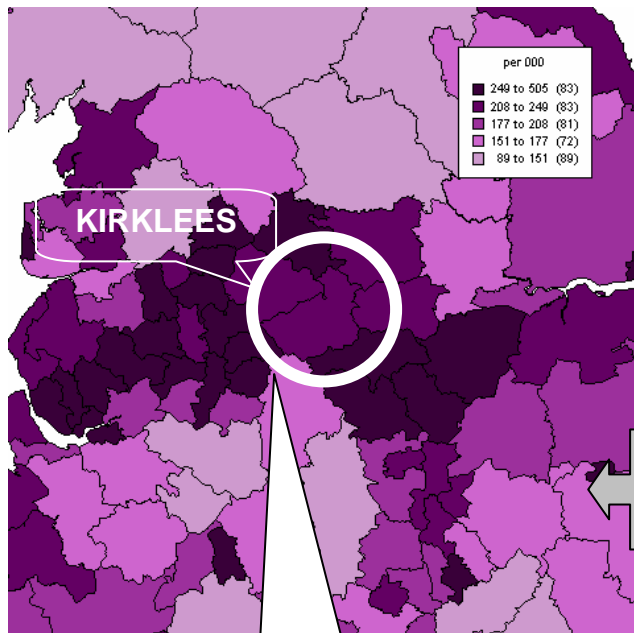 per 000
249 to 505 (83)
208 to 249 (83)
177 to 208 (81)
151 to 177 (72)
89 to 151 (89)
KIRKLEES